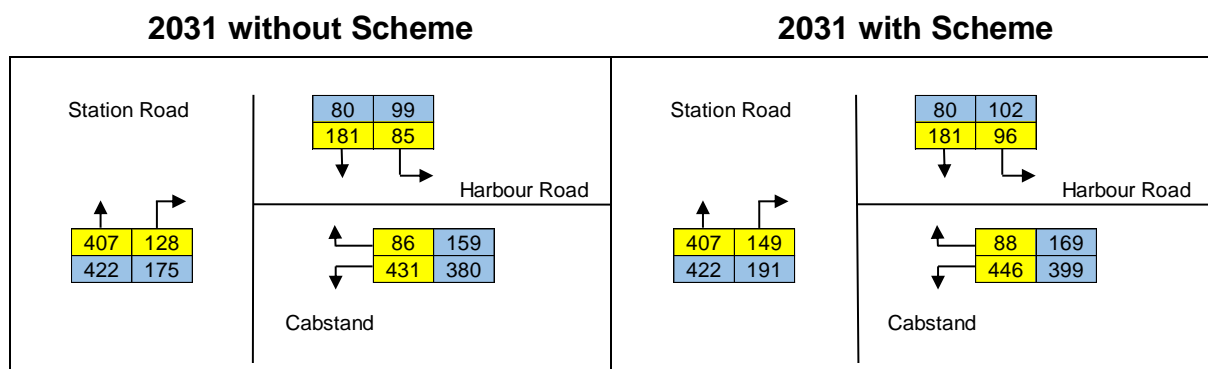 2031 without Scheme
2031 with Scheme
Station Road
80 99
181 85
Harbour Road
407 128
422 175
86 159
431 380
Cabstand
Station Road
80 102
181 96
Harbour Road
407 149
422 191
88 169
446 399
Cabstand